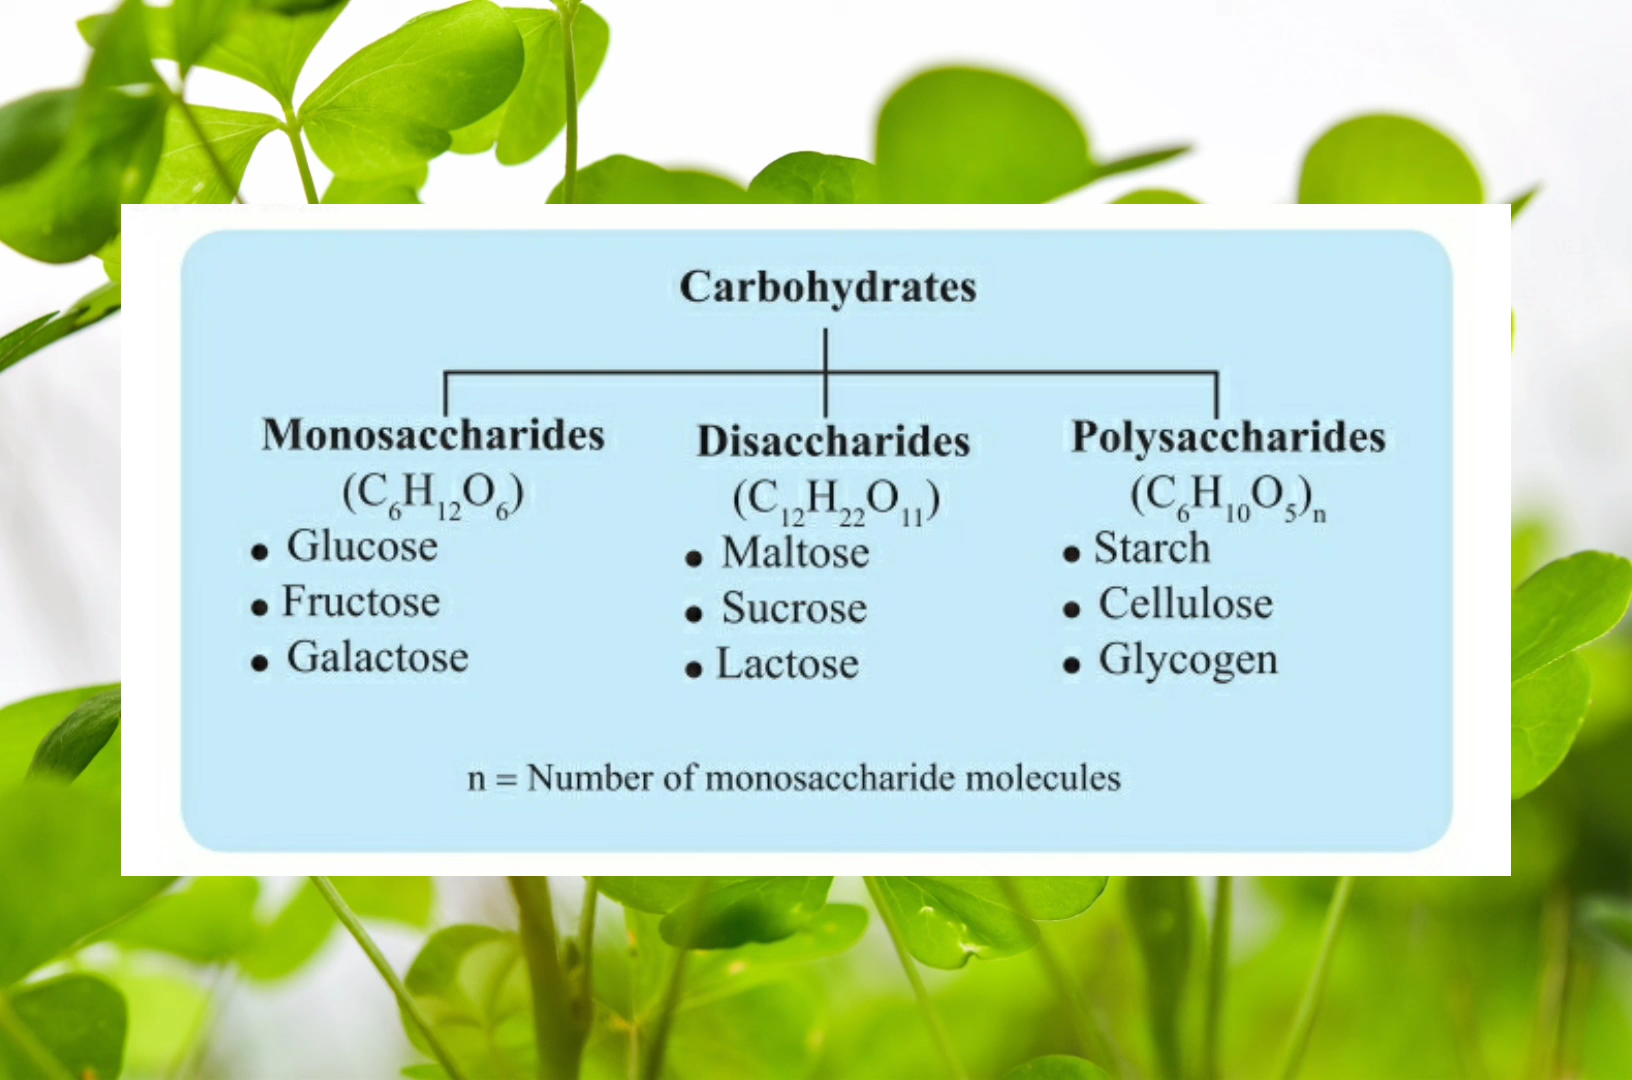 Carbohydrates
Monosaccharides
(C₆H₁₂O₆)
• Glucose
• Fructose
• Galactose
Disaccharides
(C₁₂H₂₂O₁₁)
• Maltose
• Sucrose
• Lactose
Polysaccharides
(C₆H₁₀O₅)ₙ
• Starch
• Cellulose
• Glycogen
n = Number of monosaccharide molecules